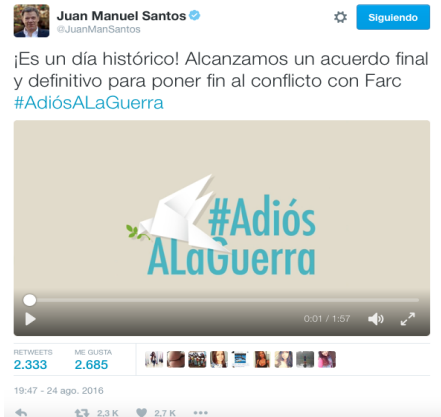 Juan Manuel Santos
@JuanManSantos
Siguiendo
¡Es un día histórico! Alcanzamos un acuerdo final
y definitivo para poner fin al conflicto con Farc
#AdiósALaGuerra
#Adiós
ALaGuerra
0:01 / 1:57
RETWEETS
2.333
ME GUSTA
2.685
19:47 - 24 ago. 2016
2,3 K
2,7 K